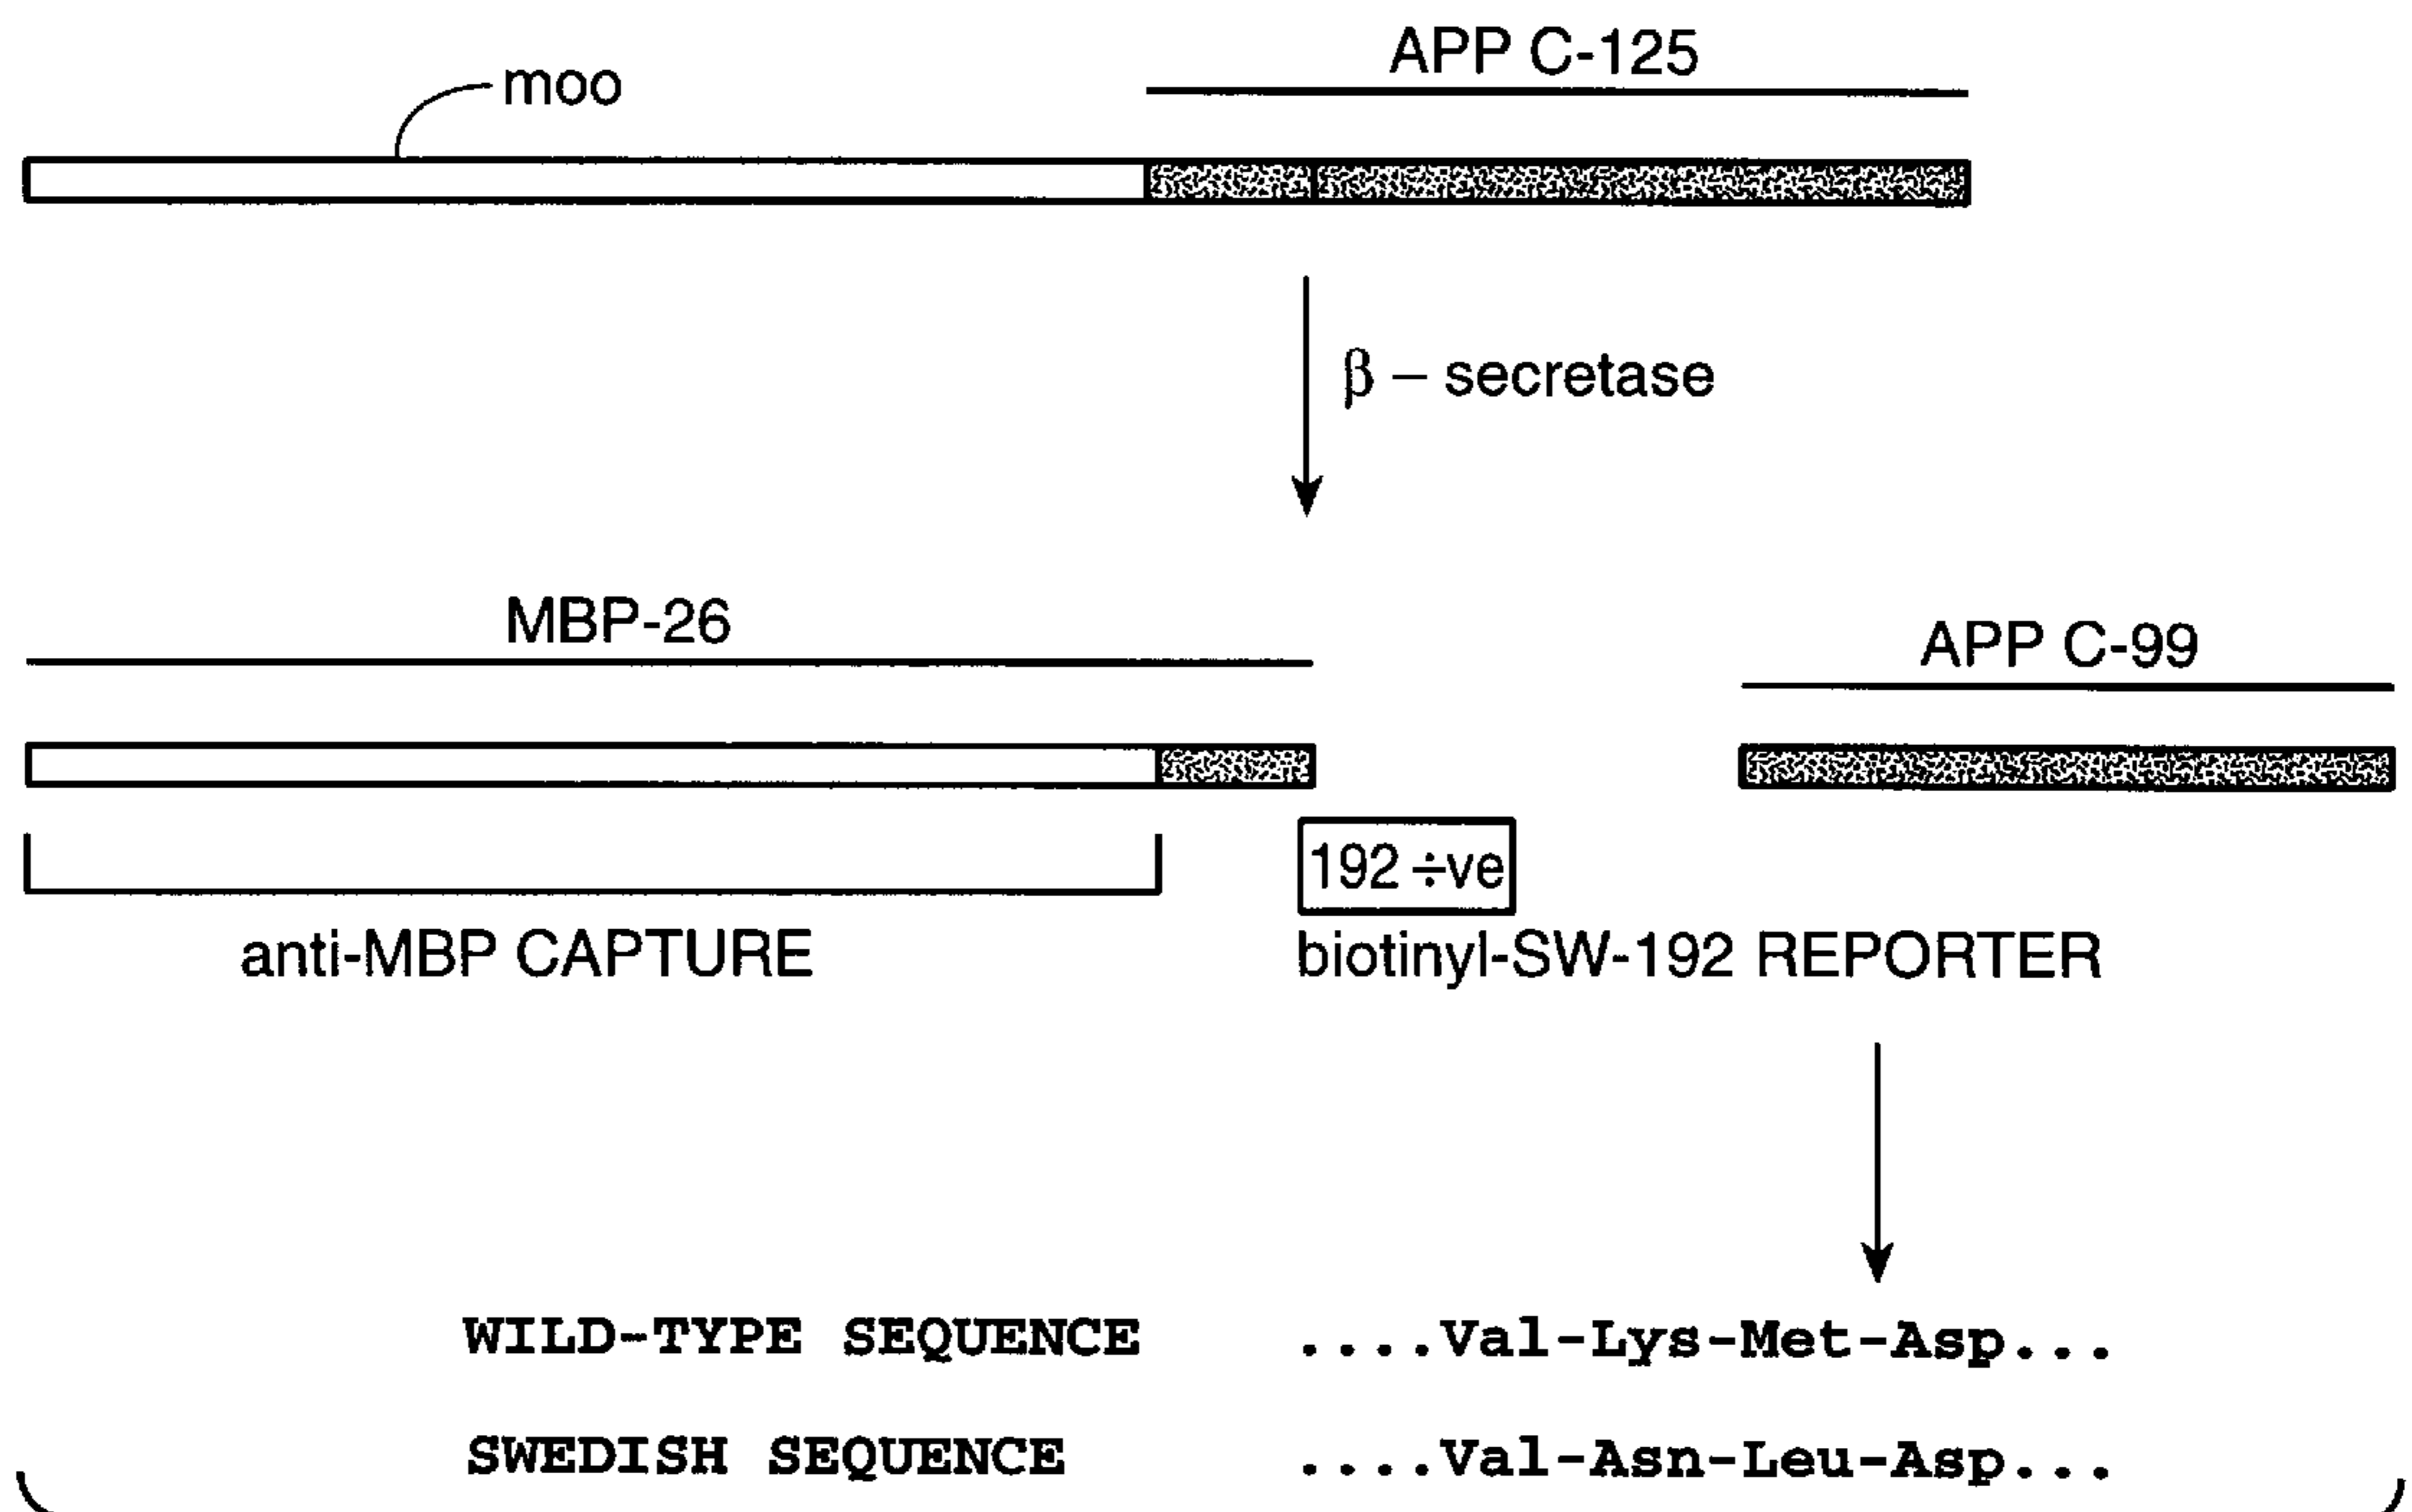 APP C-125
moo
β – secretase
MBP-26
APP C-99
192 ÷ve
anti-MBP CAPTURE
biotinyl-SW-192 REPORTER
WILD-TYPE SEQUENCE ....Val-Lys-Met-Asp...
SWEDISH SEQUENCE ....Val-Asn-Leu-Asp...